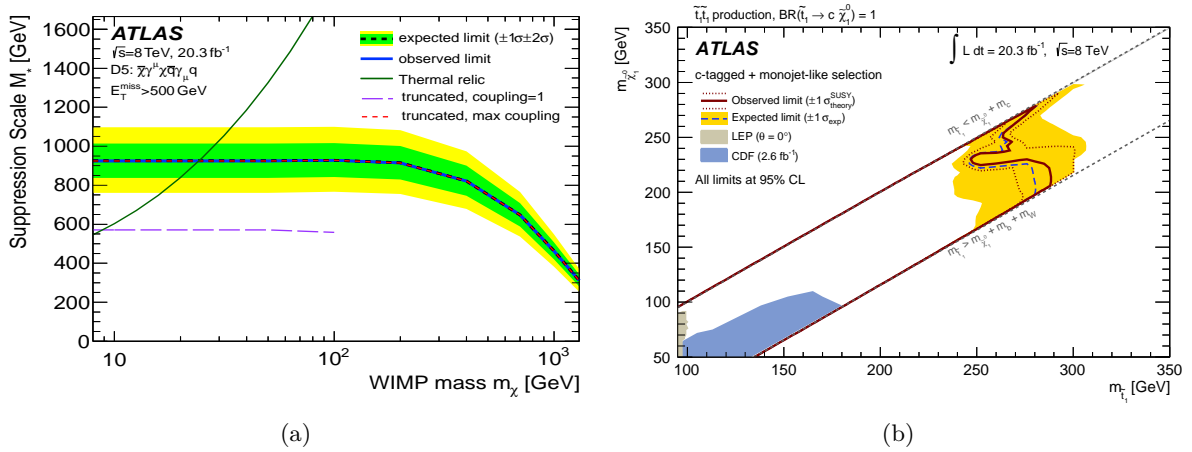 Suppression Scale M⁎ [GeV]
1600
1400
1200
1000
800
600
400
200
0
ATLAS
√s=8 TeV, 20.3 fb⁻¹
D5: χ̄γ^μχq̄γ_μq
E_T^miss>500 GeV
expected limit (±1σ±2σ)
observed limit
Thermal relic
truncated, coupling=1
truncated, max coupling
10 10² 10³
WIMP mass m_χ [GeV]
(a)
t̃₁t̃₁ production, BR(t̃₁ → c χ̃₁⁰) = 1
m_χ̃₁⁰ [GeV]
350
300
250
200
150
100
50
ATLAS
∫ L dt = 20.3 fb⁻¹, √s=8 TeV
c-tagged + monojet-like selection
Observed limit (±1 σ_theory^SUSY)
Expected limit (±1 σ_exp)
LEP (θ = 0°)
CDF (2.6 fb⁻¹)
All limits at 95% CL
m_t̃₁ < m_χ̃₁⁰ + m_c
m_t̃₁ > m_χ̃₁⁰ + m_b + m_W
100 150 200 250 300 350
m_t̃₁ [GeV]
(b)